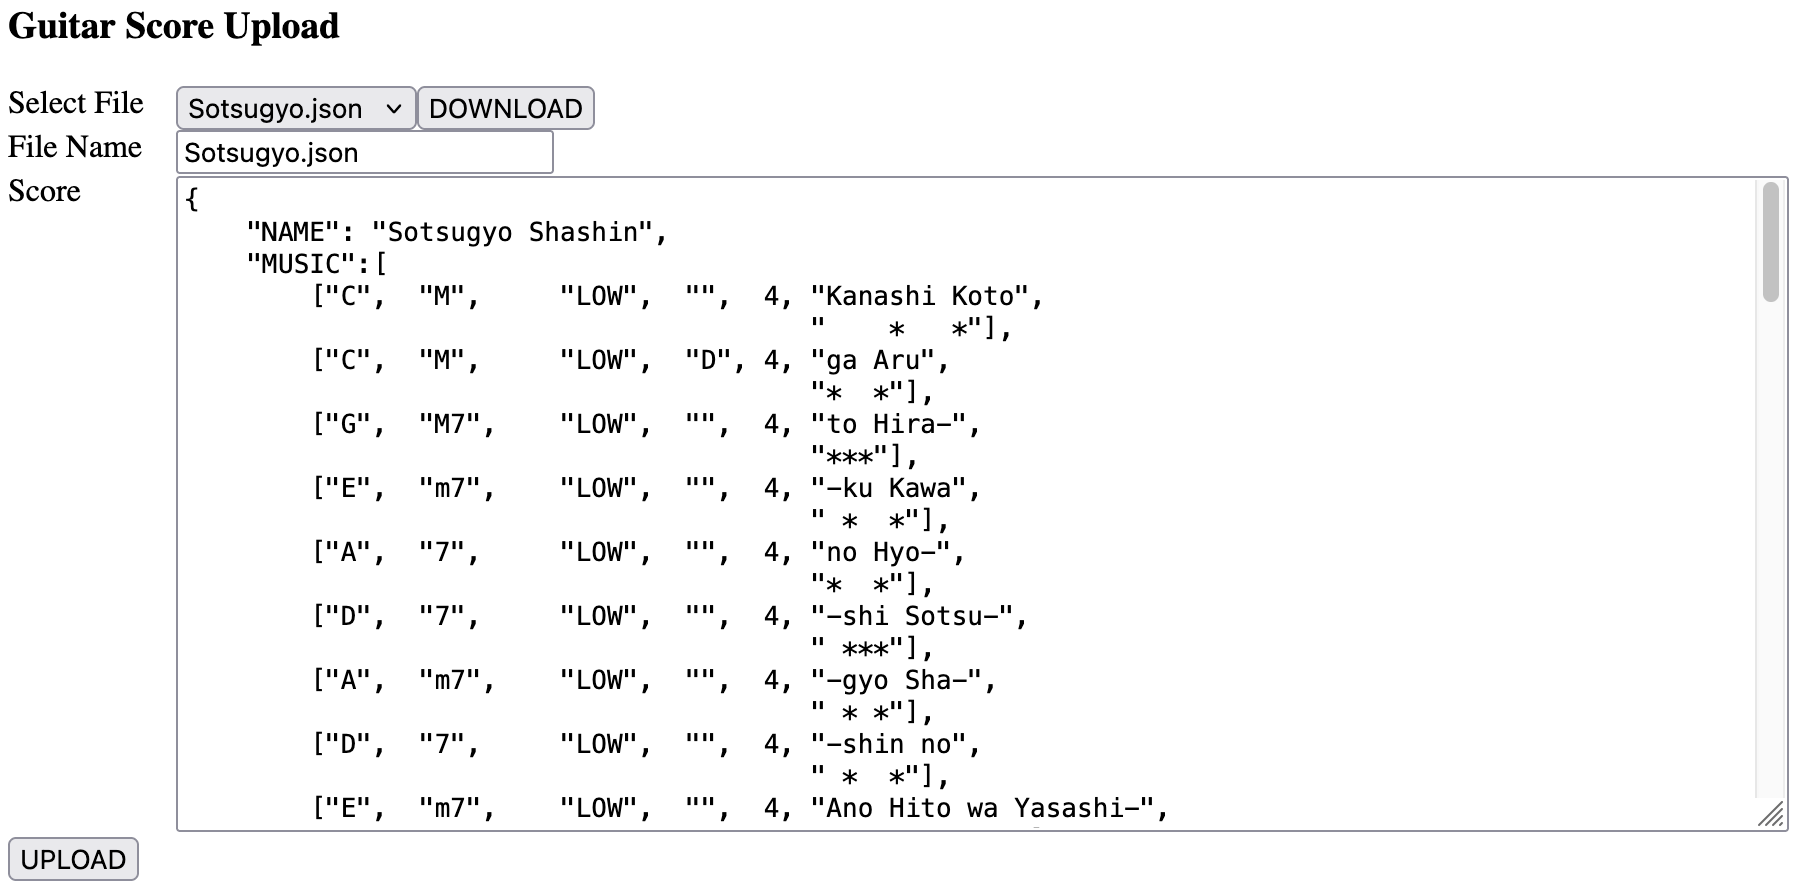 Guitar Score Upload
Select File Sotsugyo.json DOWNLOAD
File Name Sotsugyo.json
Score
{
    "NAME": "Sotsugyo Shashin",
    "MUSIC":[
        ["C",  "M",     "LOW",  "",  4, "Kanashi Koto",
                                        "    *   *"],
        ["C",  "M",     "LOW",  "D", 4, "ga Aru",
                                        "*  *"],
        ["G",  "M7",    "LOW",  "",  4, "to Hira-",
                                        "***"],
        ["E",  "m7",    "LOW",  "",  4, "-ku Kawa",
                                        " *  *"],
        ["A",  "7",     "LOW",  "",  4, "no Hyo-",
                                        "*  *"],
        ["D",  "7",     "LOW",  "",  4, "-shi Sotsu-",
                                        " ***"],
        ["A",  "m7",    "LOW",  "",  4, "-gyo Sha-",
                                        " * *"],
        ["D",  "7",     "LOW",  "",  4, "-shin no",
                                        " *  *"],
        ["E",  "m7",    "LOW",  "",  4, "Ano Hito wa Yasashi-",
UPLOAD